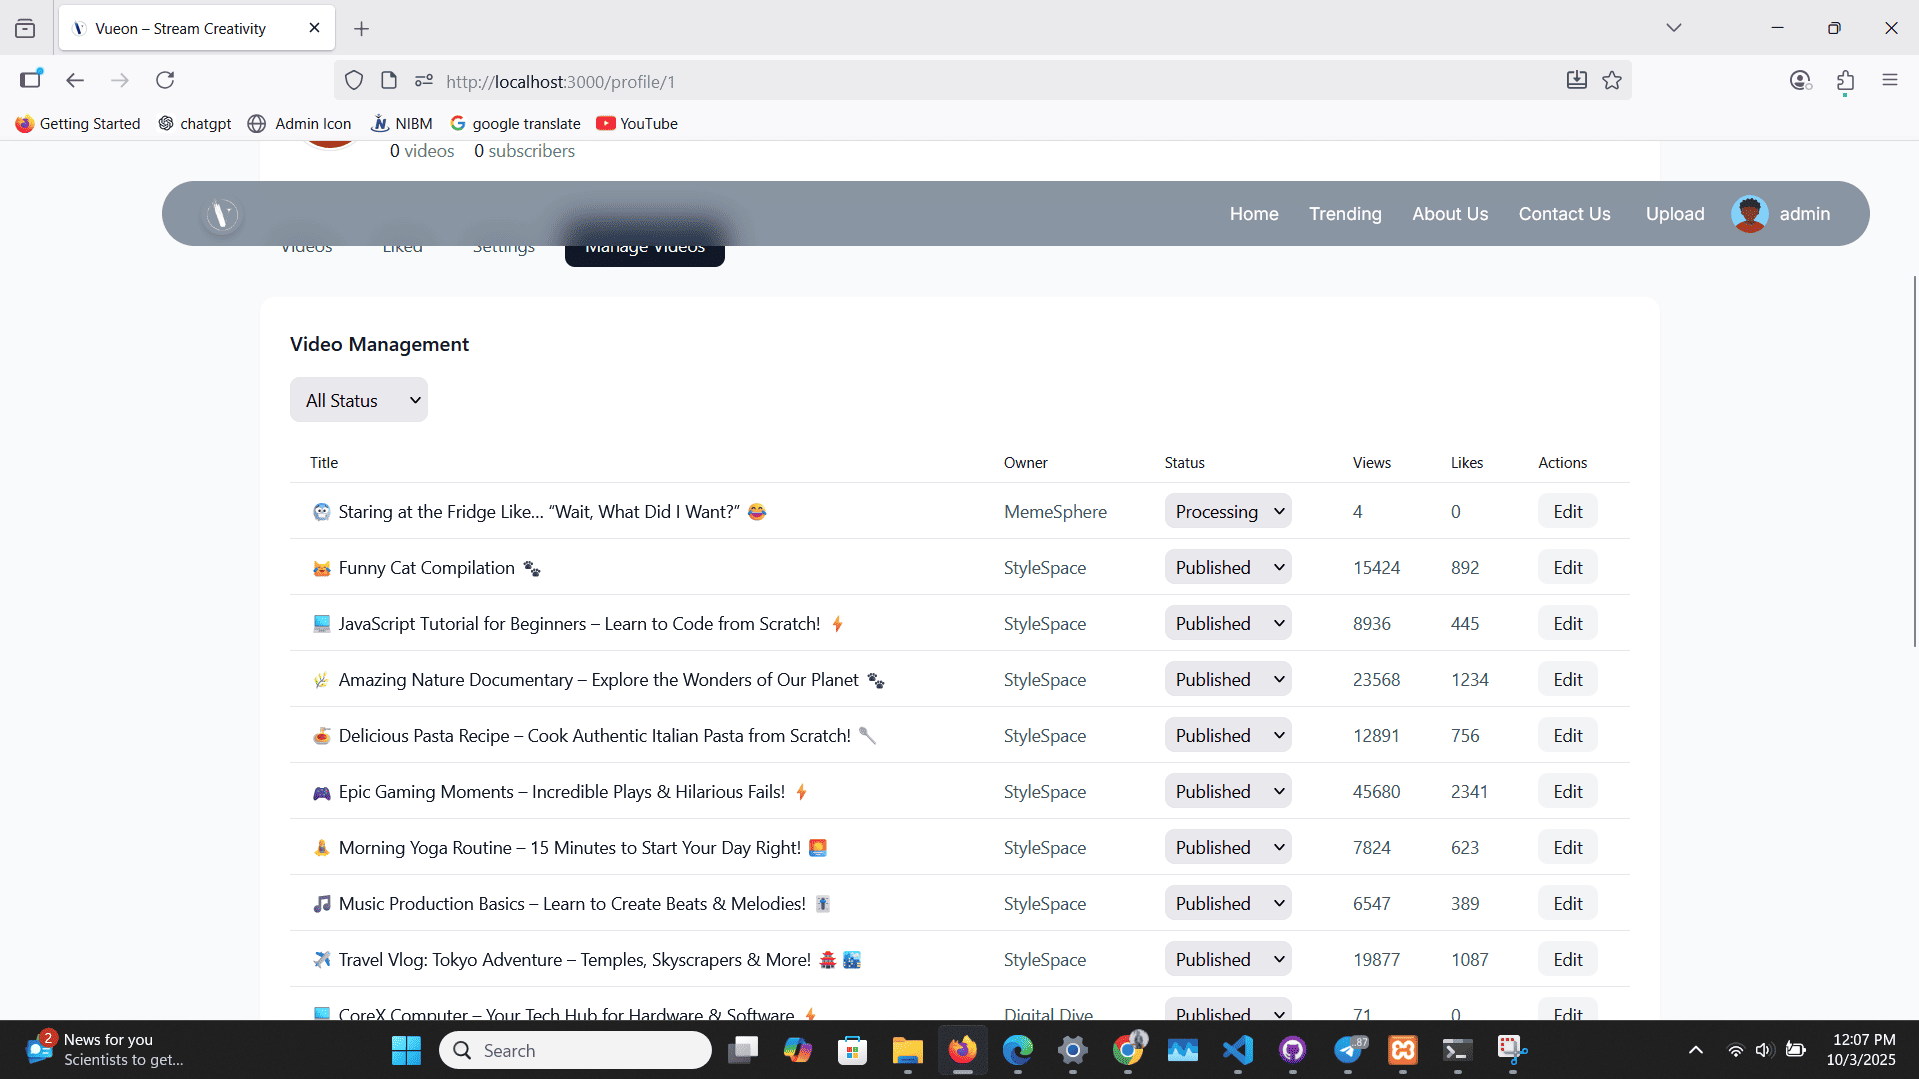 Vueon – Stream Creativity
http://localhost:3000/profile/1
Getting Started chatgpt Admin Icon NIBM google translate YouTube
0 videos 0 subscribers
Home Trending About Us Contact Us Upload admin
Videos Liked Settings Manage Videos
Video Management
All Status
Title Owner Status Views Likes Actions
Staring at the Fridge Like... “Wait, What Did I Want?” MemeSphere Processing 4 0 Edit
Funny Cat Compilation StyleSpace Published 15424 892 Edit
JavaScript Tutorial for Beginners – Learn to Code from Scratch! StyleSpace Published 8936 445 Edit
Amazing Nature Documentary – Explore the Wonders of Our Planet StyleSpace Published 23568 1234 Edit
Delicious Pasta Recipe – Cook Authentic Italian Pasta from Scratch! StyleSpace Published 12891 756 Edit
Epic Gaming Moments – Incredible Plays & Hilarious Fails! StyleSpace Published 45680 2341 Edit
Morning Yoga Routine – 15 Minutes to Start Your Day Right! StyleSpace Published 7824 623 Edit
Music Production Basics – Learn to Create Beats & Melodies! StyleSpace Published 6547 389 Edit
Travel Vlog: Tokyo Adventure – Temples, Skyscrapers & More! StyleSpace Published 19877 1087 Edit
CoreX Computer – Your Tech Hub for Hardware & Software Digital Dive Published 71 0 Edit
2 News for you
Scientists to get...
Search
87
12:07 PM
10/3/2025